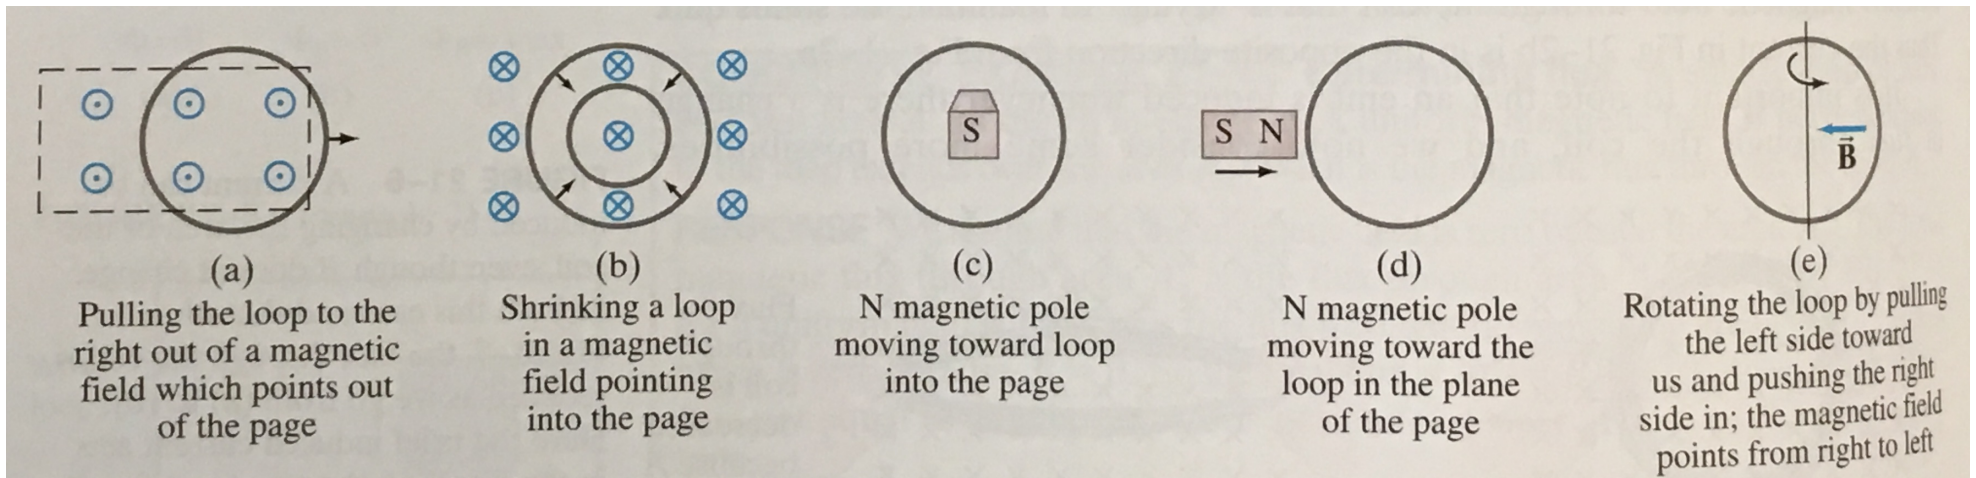 S
S N
B
(a)
Pulling the loop to the
right out of a magnetic
field which points out
of the page
(b)
Shrinking a loop
in a magnetic
field pointing
into the page
(c)
N magnetic pole
moving toward loop
into the page
(d)
N magnetic pole
moving toward the
loop in the plane
of the page
(e)
Rotating the loop by pulling
the left side toward
us and pushing the right
side in; the magnetic field
points from right to left